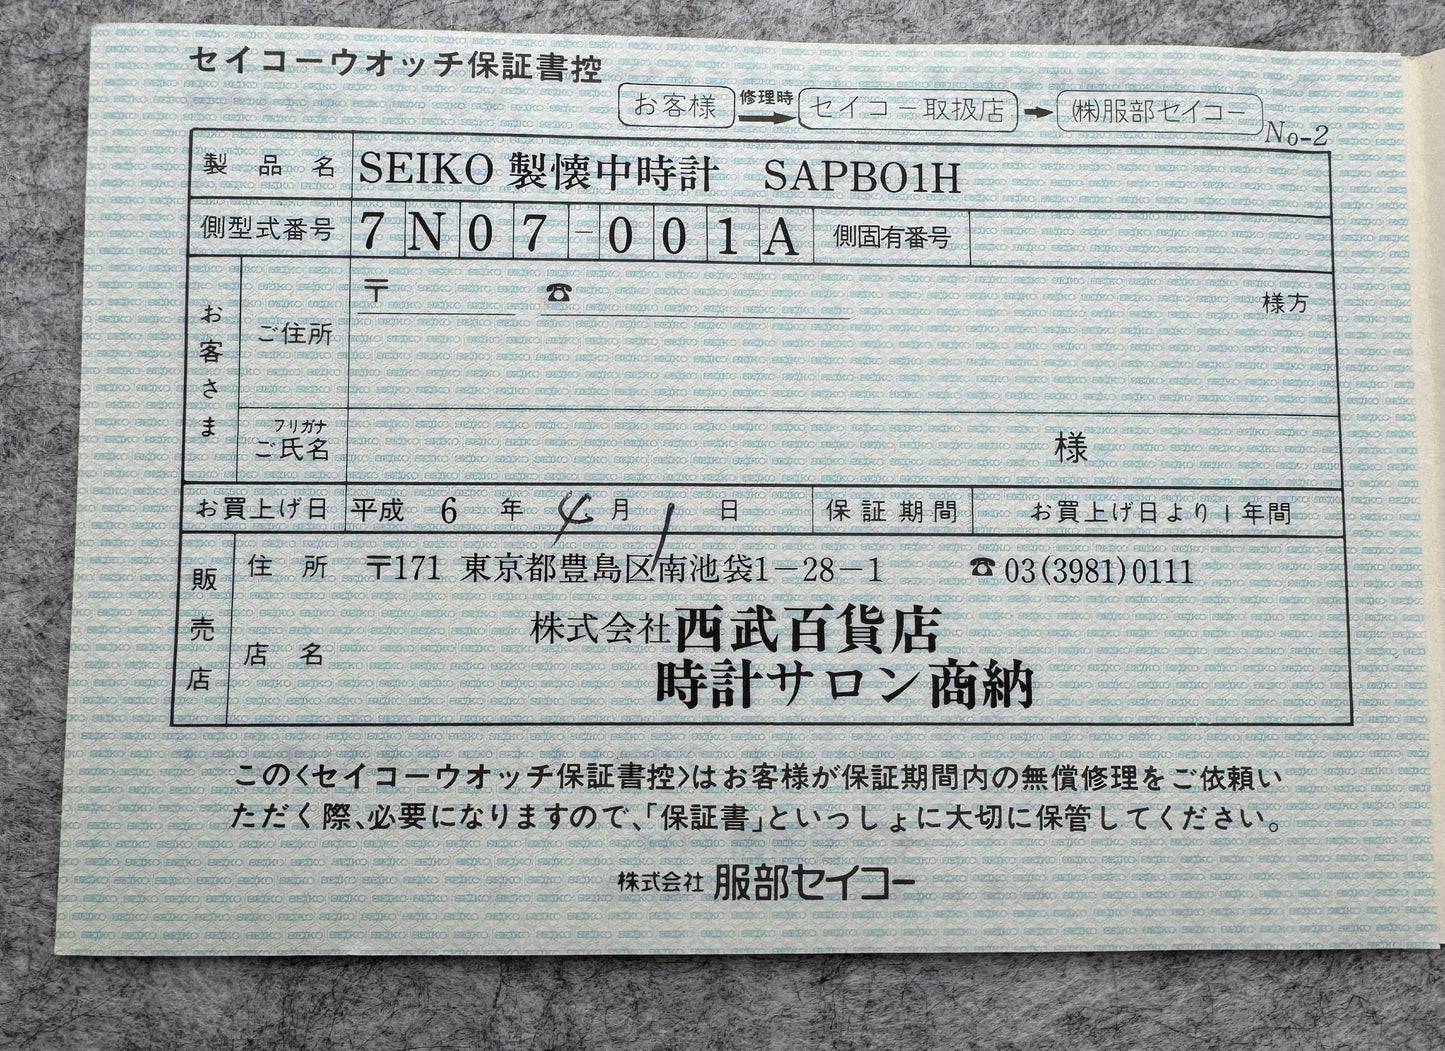 セイコーウオッチ保証書控
お客様 修理時 → セイコー取扱店 → ㈱服部セイコー
No-2
製品名 SEIKO 製懐中時計 SAPB01H
側型式番号 7N07-001A 側固有番号
お客さま
ご住所 〒 ☎ 様方
フリガナ
ご氏名 様
お買上げ日 平成 6 年 4 月 1 日 保証期間 お買上げ日より1年間
販売店
住所 〒171 東京都豊島区南池袋1-28-1 ☎03(3981)0111
店名 株式会社西武百貨店
時計サロン商納
この〈セイコーウオッチ保証書控〉はお客様が保証期間内の無償修理をご依頼い
ただく際、必要になりますので、「保証書」といっしょに大切に保管してください。
株式会社 服部セイコー